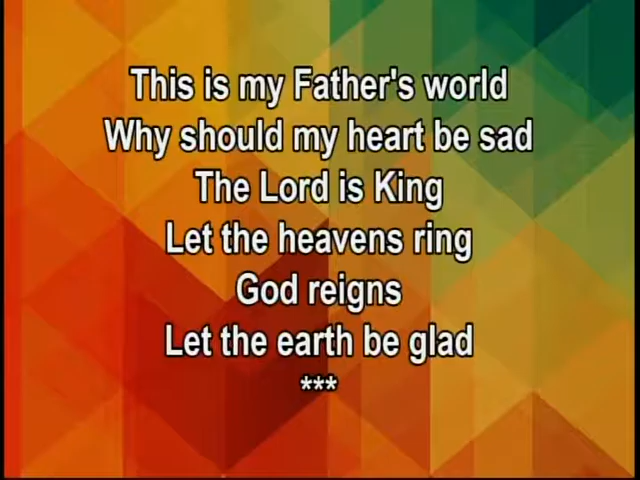 This is my Father's world
Why should my heart be sad
The Lord is King
Let the heavens ring
God reigns
Let the earth be glad
***